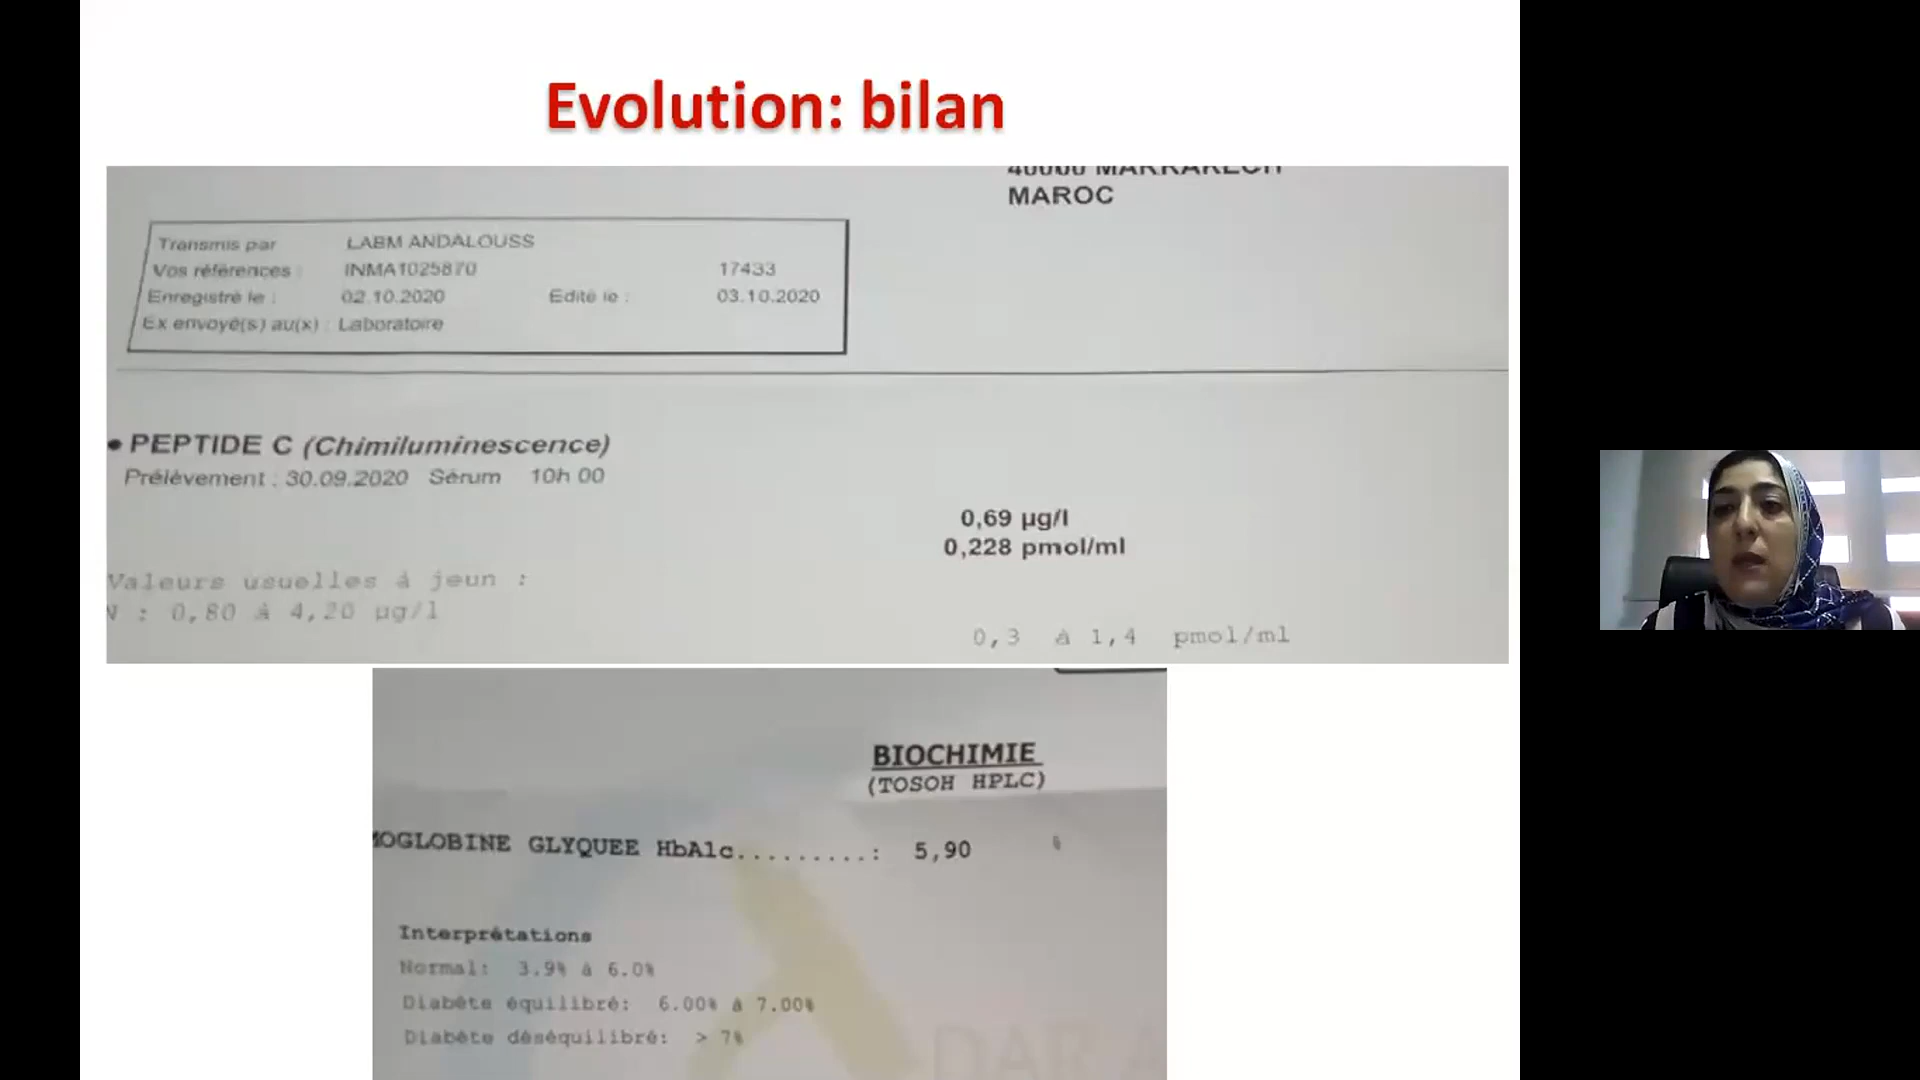 Evolution: bilan
40000 MARRAKECH
MAROC
Transmis par LABM ANDALOUSS
Vos références : INMA1025870 17433
Enregistré le : 02.10.2020 Edité le : 03.10.2020
Ex envoyé(s) au(x) : Laboratoire
• PEPTIDE C (Chimiluminescence)
Prélèvement : 30.09.2020 Sérum 10h 00
0,69 µg/l
0,228 pmol/ml
Valeurs usuelles à jeun :
N : 0,80 à 4,20 µg/l
0,3 à 1,4 pmol/ml
BIOCHIMIE
(TOSOH HPLC)
MOGLOBINE GLYQUEE HbA1c.........: 5,90 %
Interprétations
Normal: 3.9% à 6.0%
Diabète équilibré: 6.00% à 7.00%
Diabète déséquilibré: > 7%
DAR A